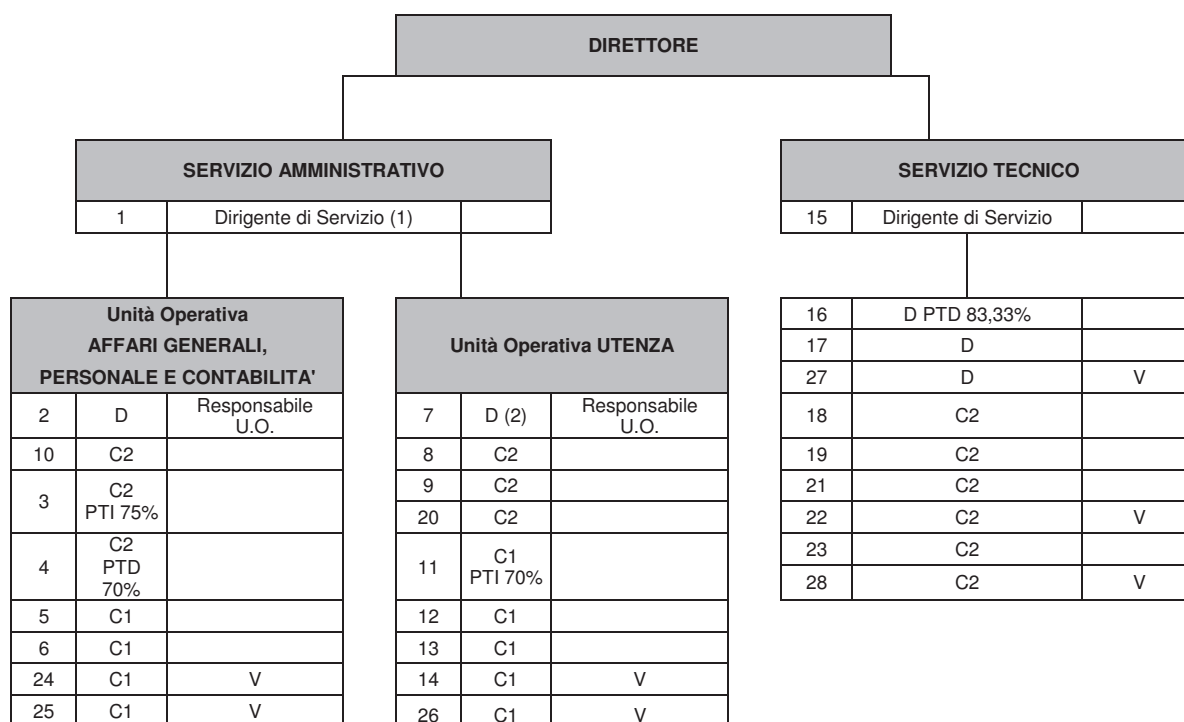 DIRETTORE
SERVIZIO AMMINISTRATIVO
1 Dirigente di Servizio (1)
SERVIZIO TECNICO
15 Dirigente di Servizio
Unità Operativa
AFFARI GENERALI,
PERSONALE E CONTABILITA'
2 D Responsabile
U.O.
10 C2
3 C2
PTI 75%
4 C2
PTD
70%
5 C1
6 C1
24 C1 V
25 C1 V
Unità Operativa UTENZA
7 D (2) Responsabile
U.O.
8 C2
9 C2
20 C2
11 C1
PTI 70%
12 C1
13 C1
14 C1 V
26 C1 V
16 D PTD 83,33%
17 D
27 D V
18 C2
19 C2
21 C2
22 C2 V
23 C2
28 C2 V